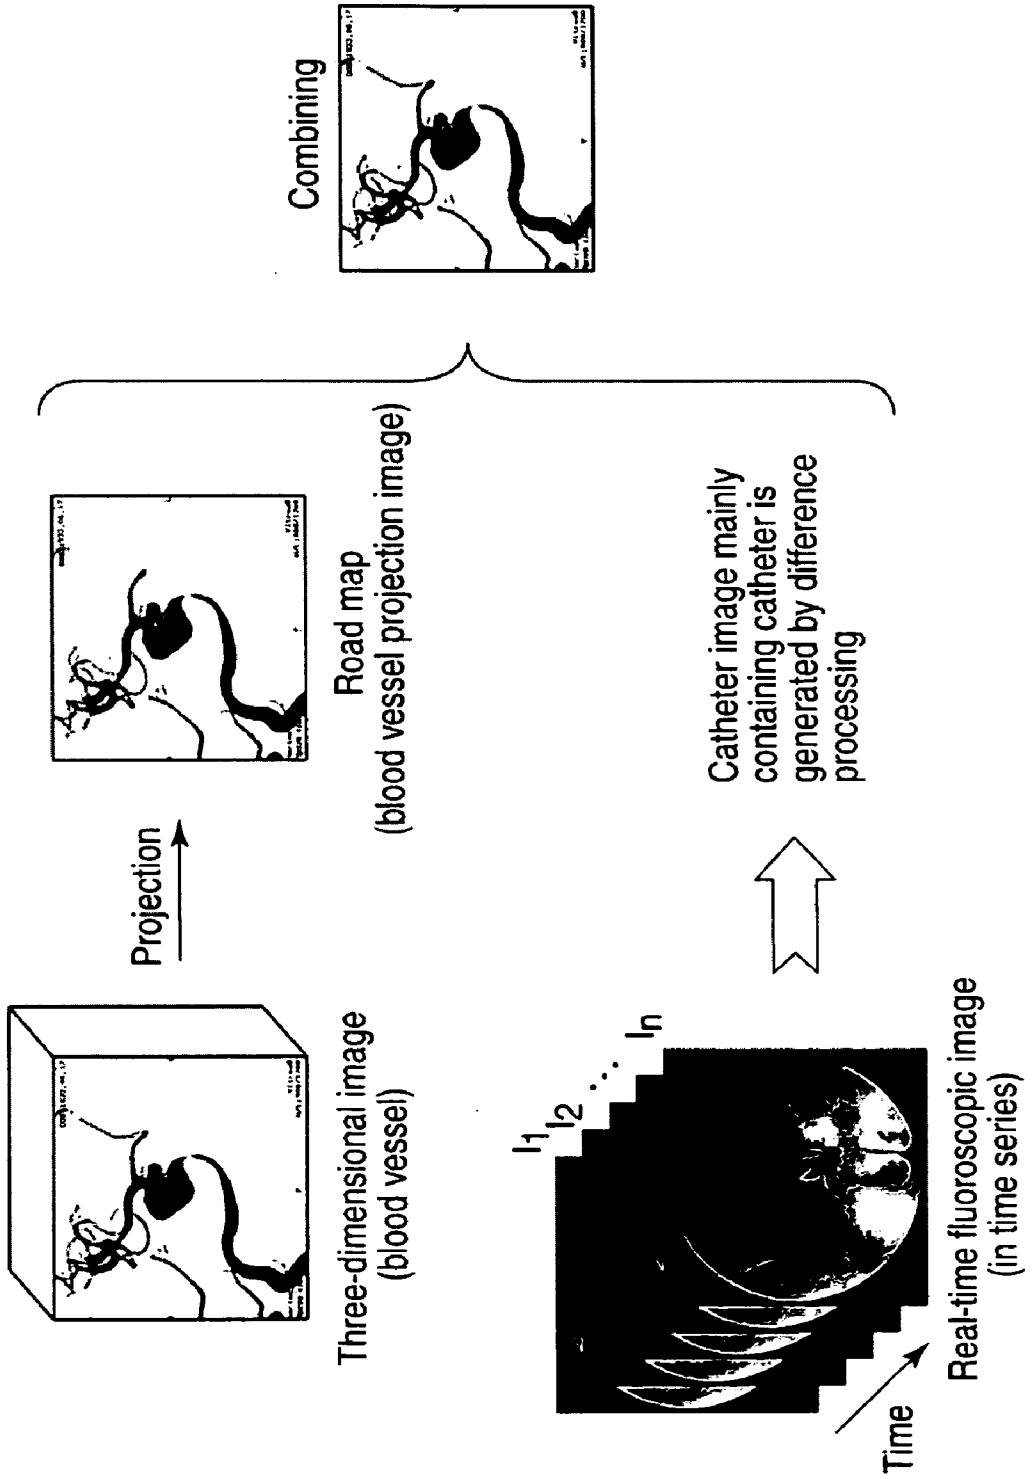 Three-dimensional image
(blood vessel)
Projection
Road map
(blood vessel projection image)
Combining
I1
I2
...
In
Time
Real-time fluoroscopic image
(in time series)
Catheter image mainly
containing catheter is
generated by difference
processing